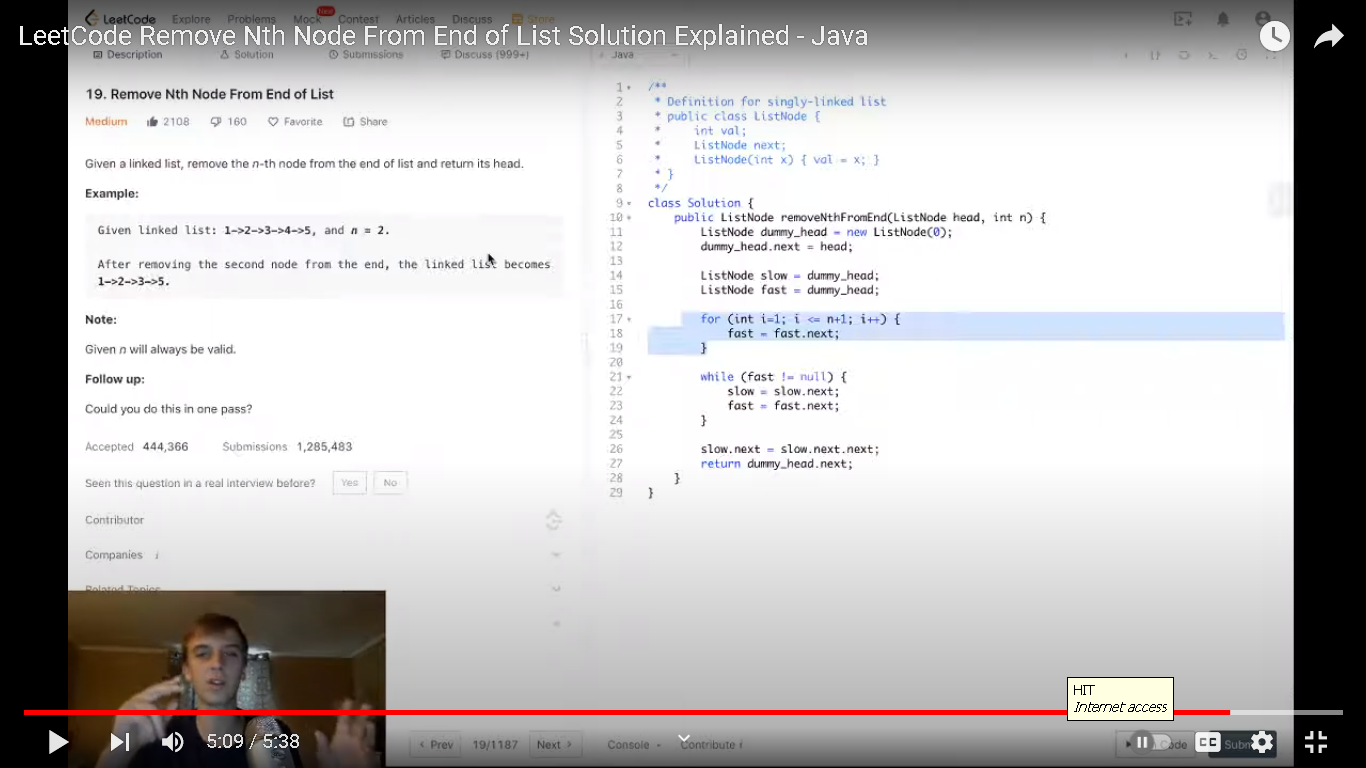 LeetCode Explore Problems Mock New Contest Articles Discuss Store
LeetCode Remove Nth Node From End of List Solution Explained - Java
Description Solution Submissions Discuss (999+)
19. Remove Nth Node From End of List
Medium 2108 160 Favorite Share
Given a linked list, remove the n-th node from the end of list and return its head.
Example:
Given linked list: 1->2->3->4->5, and n = 2.
After removing the second node from the end, the linked list becomes
1->2->3->5.
Note:
Given n will always be valid.
Follow up:
Could you do this in one pass?
Accepted 444,366 Submissions 1,285,483
Seen this question in a real interview before? Yes No
Contributor
Companies i
Related Topics
Java
1 /**
2 * Definition for singly-linked list
3 * public class ListNode {
4 * int val;
5 * ListNode next;
6 * ListNode(int x) { val = x; }
7 * }
8 */
9 class Solution {
10 public ListNode removeNthFromEnd(ListNode head, int n) {
11 ListNode dummy_head = new ListNode(0);
12 dummy_head.next = head;
13
14 ListNode slow = dummy_head;
15 ListNode fast = dummy_head;
16
17 for (int i=1; i <= n+1; i++) {
18 fast = fast.next;
19 }
20
21 while (fast != null) {
22 slow = slow.next;
23 fast = fast.next;
24 }
25
26 slow.next = slow.next.next;
27 return dummy_head.next;
28 }
29 }
HIT
Internet access
5:09 / 5:38
Prev 19/1187 Next Console Contribute i
CC